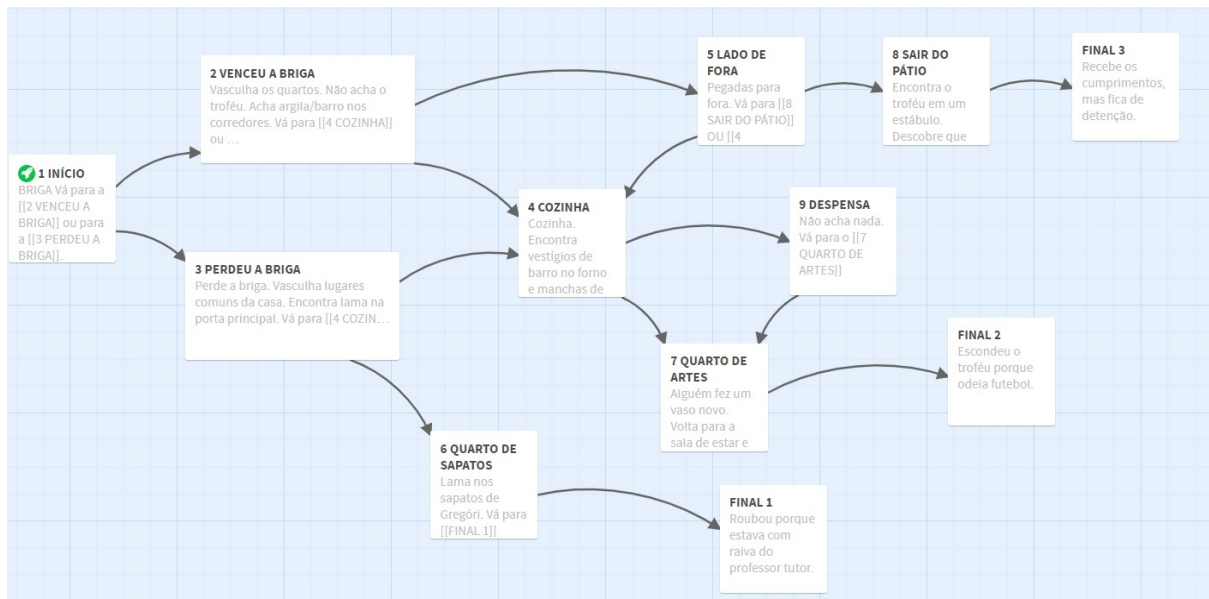 1 INÍCIO
BRIGA Vá para a
[[2 VENCEU A
BRIGA]] ou para
a [[3 PERDEU A
BRIGA]].
2 VENCEU A BRIGA
Vasculha os quartos. Não acha o
troféu. Acha argila/barro nos
corredores. Vá para [[4 COZINHA]]
ou ...
3 PERDEU A BRIGA
Perde a briga. Vasculha lugares
comuns da casa. Encontra lama na
porta principal. Vá para [[4 COZIN...
4 COZINHA
Cozinha.
Encontra
vestígios de
barro no forno
e manchas de
5 LADO DE
FORA
Pegadas para
fora. Vá para [[8
SAIR DO PÁTIO]]
OU [[4
8 SAIR DO
PÁTIO
Encontra o
troféu em um
estábulo.
Descobre que
FINAL 3
Recebe os
cumprimentos,
mas fica de
detenção.
9 DESPENSA
Não acha nada.
Vá para o [[7
QUARTO DE
ARTES]]
7 QUARTO DE
ARTES
Alguém fez um
vaso novo.
Volta para a
sala de estar e
FINAL 2
Escondeu o
troféu porque
odeia futebol.
6 QUARTO DE
SAPATOS
Lama nos
sapatos de
Gregóri. Vá para
[[FINAL 1]]
FINAL 1
Roubou porque
estava com
raiva do
professor tutor.